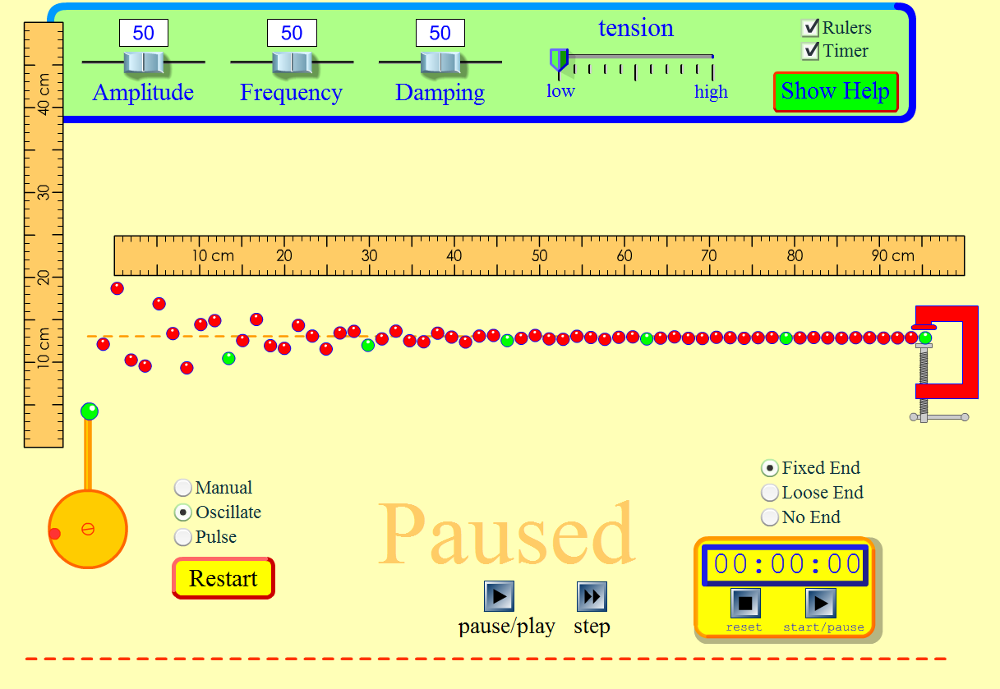 50
50
50
Amplitude
Frequency
Damping
tension
low
high
Rulers
Timer
Show Help
40 cm
30
20
10 cm
10 cm
20
30
40
50
60
70
80
90 cm
Manual
Oscillate
Pulse
Restart
Paused
pause/play
step
Fixed End
Loose End
No End
00:00:00
reset
start/pause